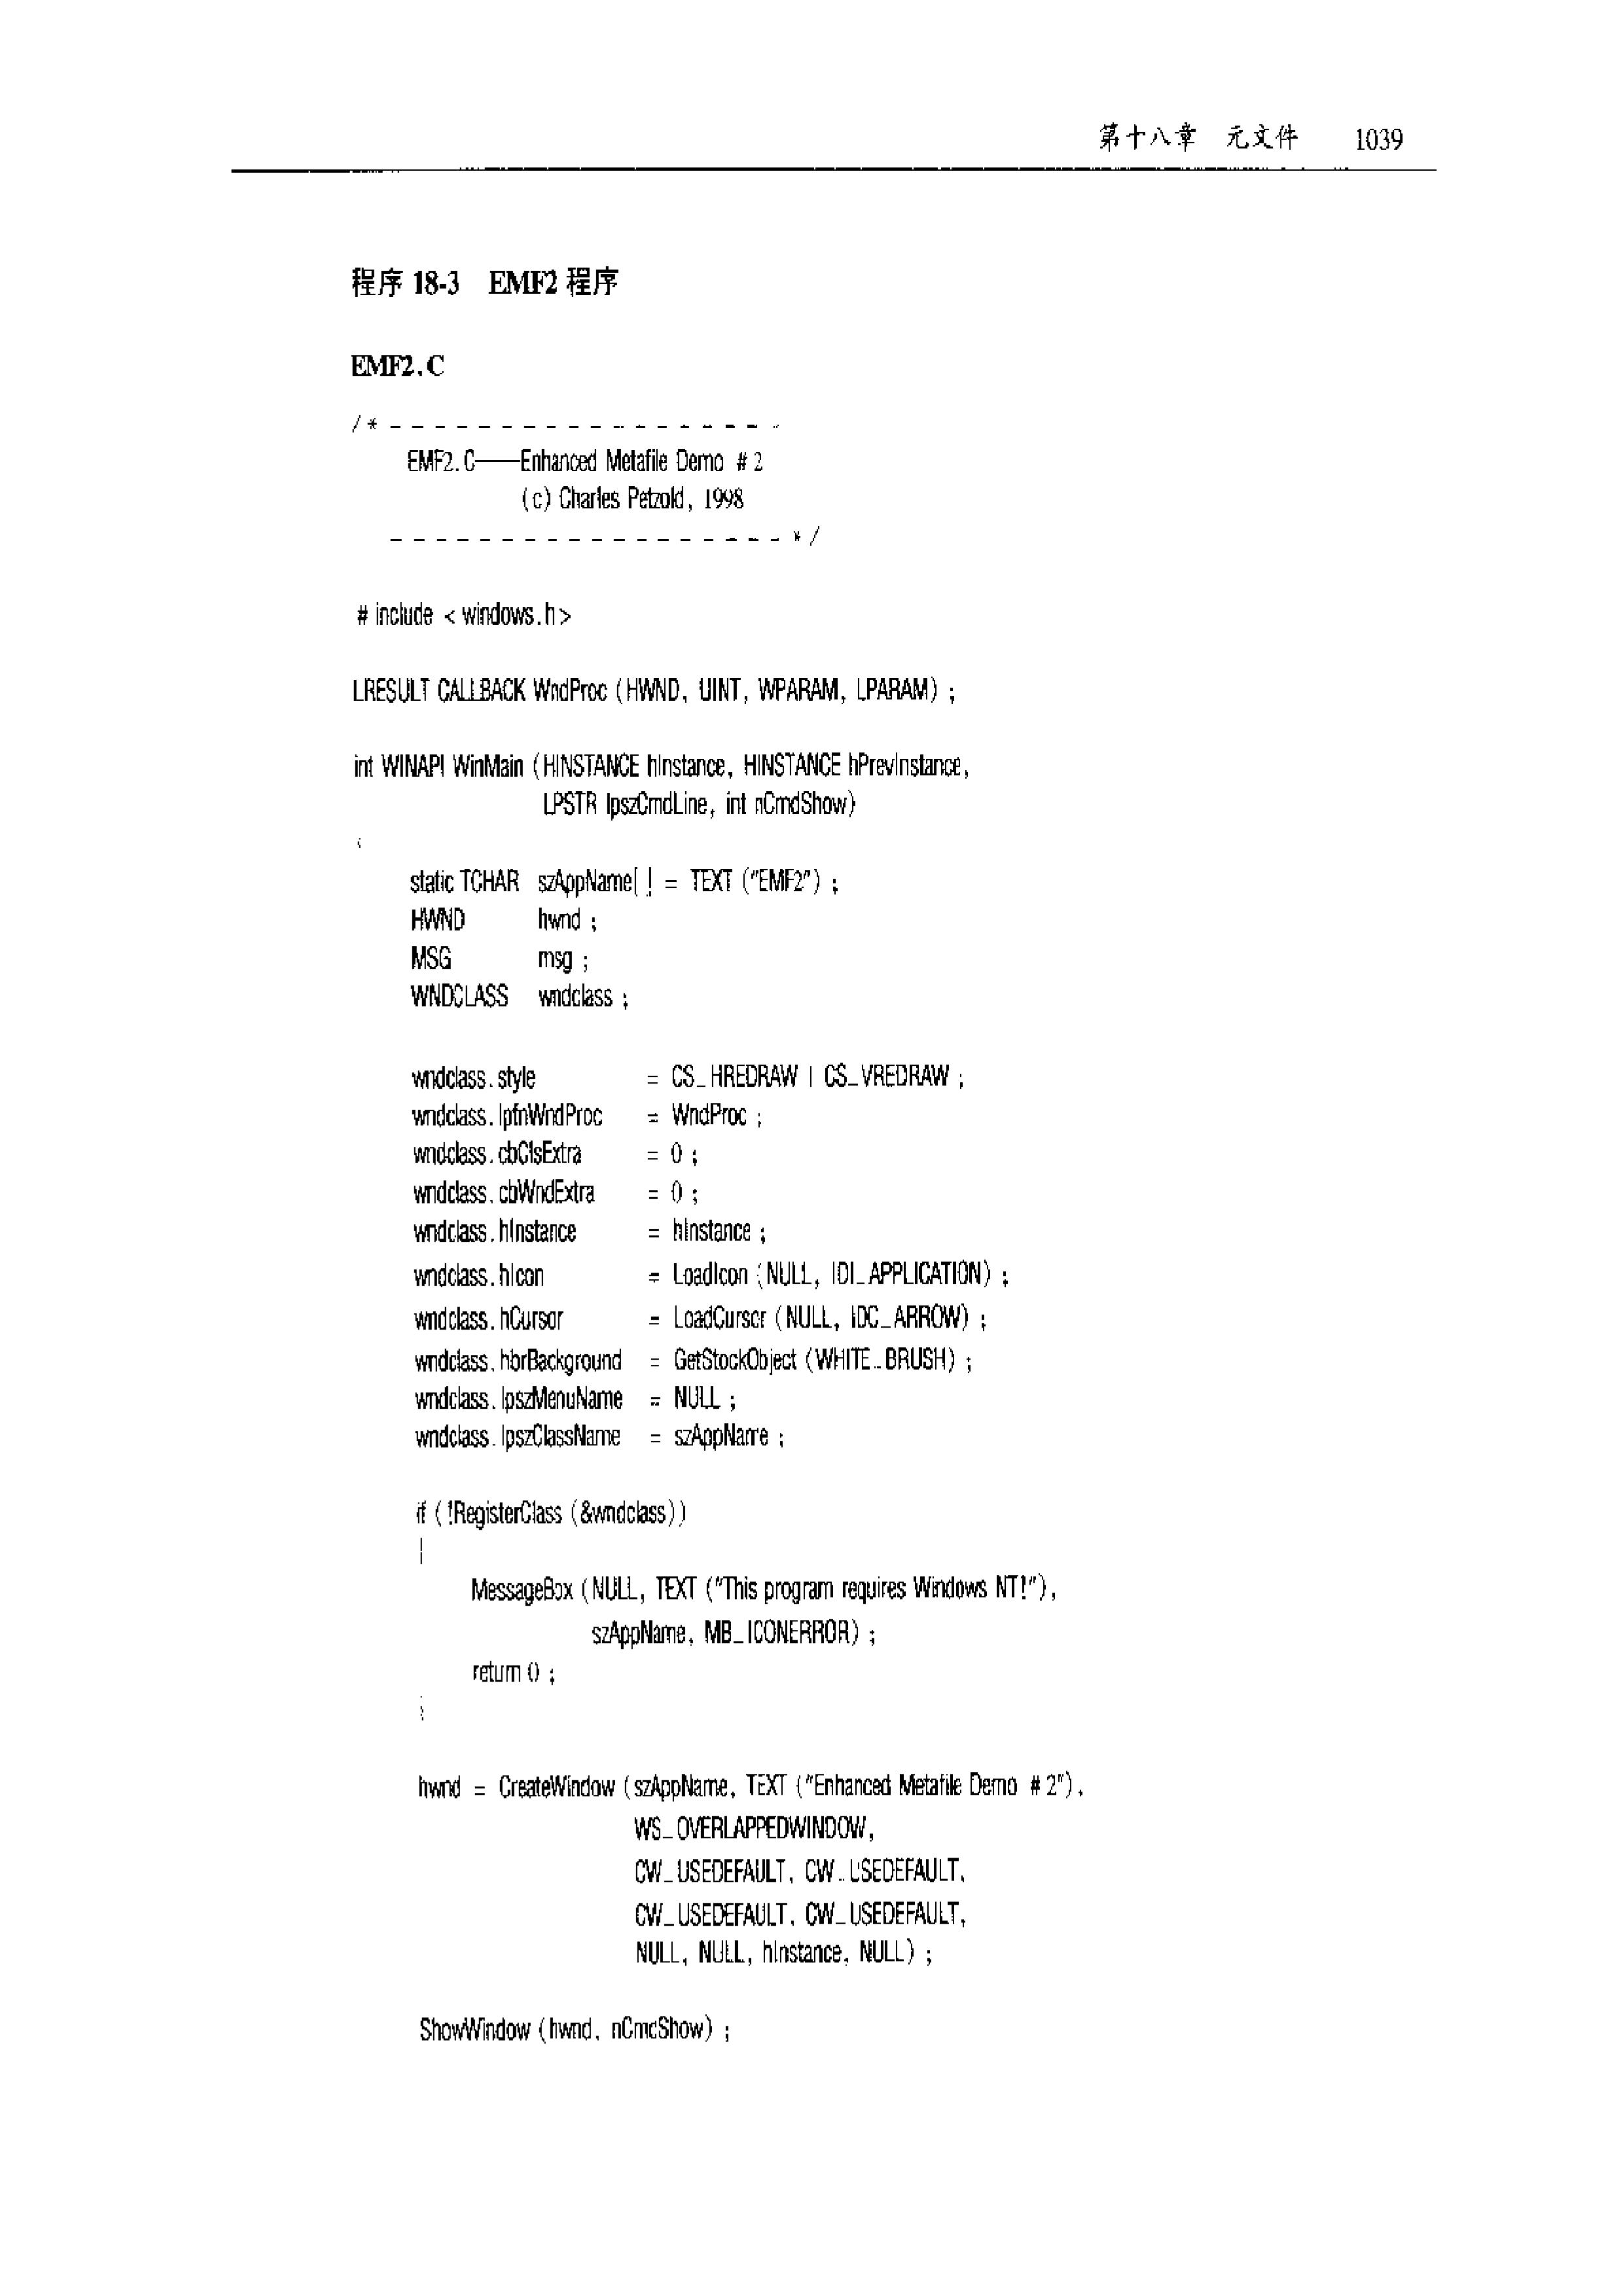 第十八章 元文件 1039
程序 18-3 EMF2 程序
EMF2.C
/* - - - - - - - - - - - - - - - - - -
EMF2.C——Enhanced Metafile Demo # 2
(c) Charles Petzold, 1998
- - - - - - - - - - - - - - - - - - */
# include < windows.h>
LRESULT CALLBACK WndProc (HWND, UINT, WPARAM, LPARAM) ;
int WINAPI WinMain (HINSTANCE hInstance, HINSTANCE hPrevInstance,
LPSTR lpszCmdLine, int nCmdShow)
{
static TCHAR szAppName[ ] = TEXT ("EMF2") ;
HWND hwnd ;
MSG msg ;
WNDCLASS wndclass ;
wndclass.style = CS_HREDRAW | CS_VREDRAW ;
wndclass.lpfnWndProc = WndProc ;
wndclass.cbClsExtra = 0 ;
wndclass.cbWndExtra = 0 ;
wndclass.hInstance = hInstance ;
wndclass.hIcon = LoadIcon (NULL, IDI_APPLICATION) ;
wndclass.hCursor = LoadCursor (NULL, IDC_ARROW) ;
wndclass.hbrBackground = GetStockObject (WHITE_BRUSH) ;
wndclass.lpszMenuName = NULL ;
wndclass.lpszClassName = szAppName ;
if ( !RegisterClass (&wndclass))
{
MessageBox (NULL, TEXT ("This program requires Windows NT!"),
szAppName, MB_ICONERROR) ;
return 0 ;
}
hwnd = CreateWindow (szAppName, TEXT ("Enhanced Metafile Demo # 2"),
WS_OVERLAPPEDWINDOW,
CW_USEDEFAULT, CW_USEDEFAULT,
CW_USEDEFAULT, CW_USEDEFAULT,
NULL, NULL, hInstance, NULL) ;
ShowWindow (hwnd, nCmdShow) ;